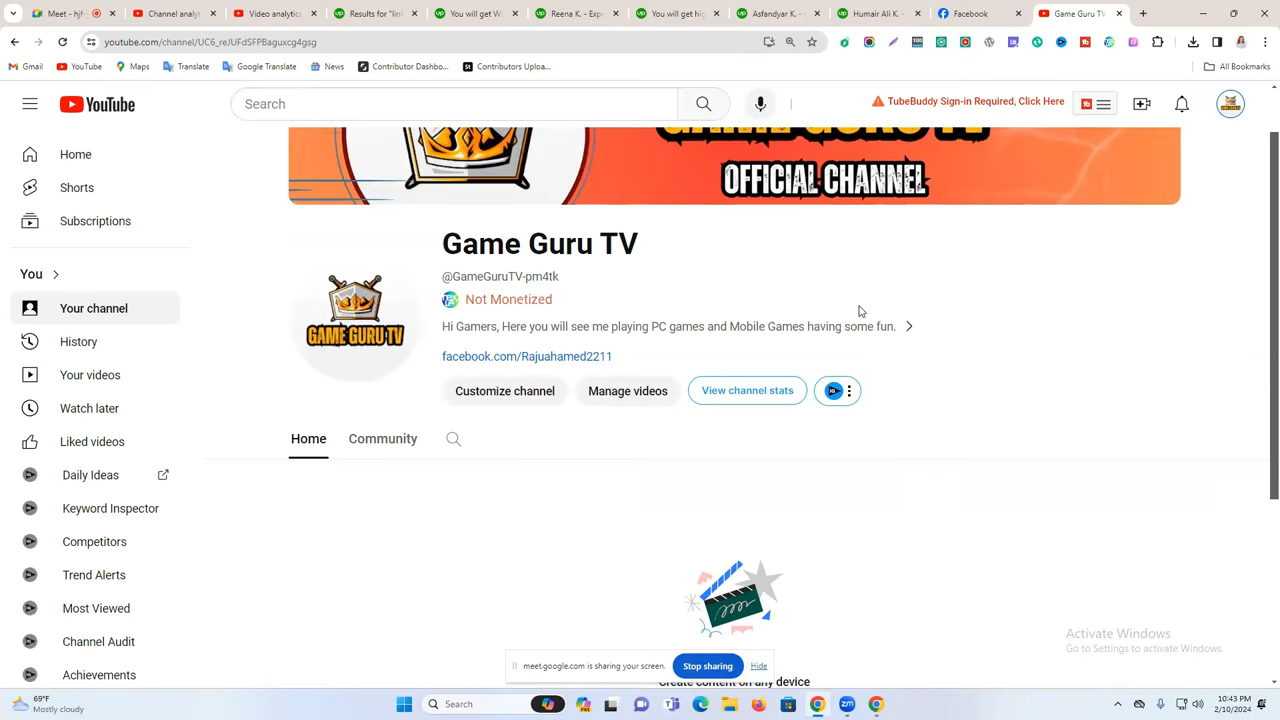 Home
Channel analy
Video analytic
Results for "
You will get W
Reena K. - Exp
You will get hi
Asfandyar K. -
Humair Ali K. -
Facebook
Game Guru TV
youtube.com/channel/UC6_reJUFdSFP8aguxcg4gsg
Gmail
YouTube
Maps
Translate
Google Translate
News
Contributor Dashbo...
Contributors Uploa...
All Bookmarks
YouTube
Search
TubeBuddy Sign-in Required, Click Here
OFFICIAL CHANNEL
Home
Shorts
Subscriptions
You
Your channel
History
Your videos
Watch later
Liked videos
Daily Ideas
Keyword Inspector
Competitors
Trend Alerts
Most Viewed
Channel Audit
Achievements
GAME GURU TV
Game Guru TV
@GameGuruTV-pm4tk
Not Monetized
Hi Gamers, Here you will see me playing PC games and Mobile Games having some fun.
facebook.com/Rajuahamed2211
Customize channel
Manage videos
View channel stats
Home
Community
Create content on any device
meet.google.com is sharing your screen.
Stop sharing
Hide
Activate Windows
Go to Settings to activate Windows.
59°F
Mostly cloudy
Search
10:43 PM
2/10/2024